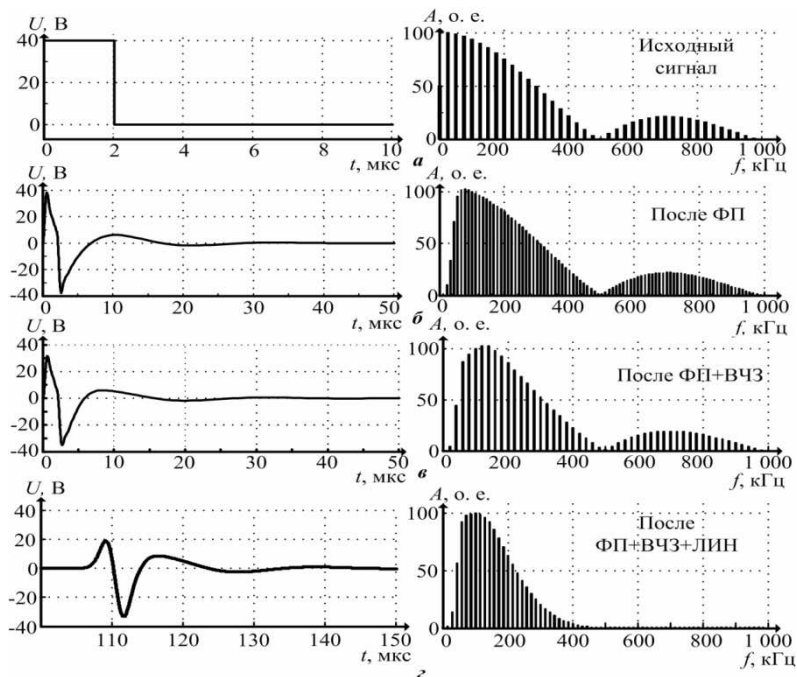 U, В
40
20
0
0 2 4 6 8 10
t, мкс
A, о. е.
100
50
0
Исходный
сигнал
0 200 400 600 800 1 000
f, кГц
а
U, В
40
20
0
-20
-40
0 10 20 30 40 50
t, мкс
A, о. е.
100
50
0
После ФП
0 200 400 600 800 1 000
f, кГц
б
U, В
40
20
0
-20
-40
0 10 20 30 40 50
t, мкс
A, о. е.
100
50
0
После ФП+ВЧЗ
0 200 400 600 800 1 000
f, кГц
в
U, В
40
20
0
-20
-40
110 120 130 140 150
t, мкс
A, о. е.
100
50
0
После
ФП+ВЧЗ+ЛИН
0 200 400 600 800 1 000
f, кГц
г